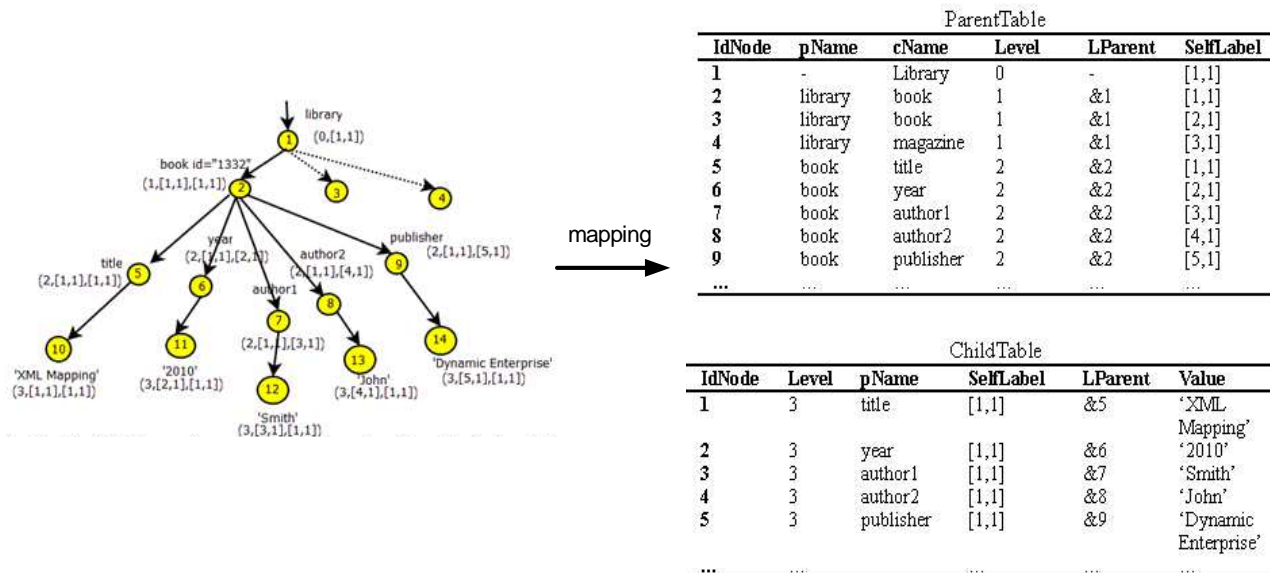 library
1
(0,[1,1])
book id="1332"
(1,[1,1],[1,1])
2
3
4
year
(2,[1,1],[2,1])
author2
(2,[1,1],[4,1])
publisher
(2,[1,1],[5,1])
title
(2,[1,1],[1,1])
5
6
author1
7
(2,[1,1],[3,1])
8
9
10
'XML Mapping'
(3,[1,1],[1,1])
11
'2010'
(3,[2,1],[1,1])
12
'Smith'
(3,[3,1],[1,1])
13
'John'
(3,[4,1],[1,1])
14
'Dynamic Enterprise'
(3,[5,1],[1,1])
mapping
ParentTable
IdNode pName cName Level LParent SelfLabel
1 - Library 0 - [1,1]
2 library book 1 &1 [1,1]
3 library book 1 &1 [2,1]
4 library magazine 1 &1 [3,1]
5 book title 2 &2 [1,1]
6 book year 2 &2 [2,1]
7 book author1 2 &2 [3,1]
8 book author2 2 &2 [4,1]
9 book publisher 2 &2 [5,1]
... ... ... ... ... ...
ChildTable
IdNode Level pName SelfLabel LParent Value
1 3 title [1,1] &5 ‘XML
Mapping’
2 3 year [1,1] &6 ‘2010’
3 3 author1 [1,1] &7 ‘Smith’
4 3 author2 [1,1] &8 ‘John’
5 3 publisher [1,1] &9 ‘Dynamic
Enterprise’
... ... ... ... ... ...